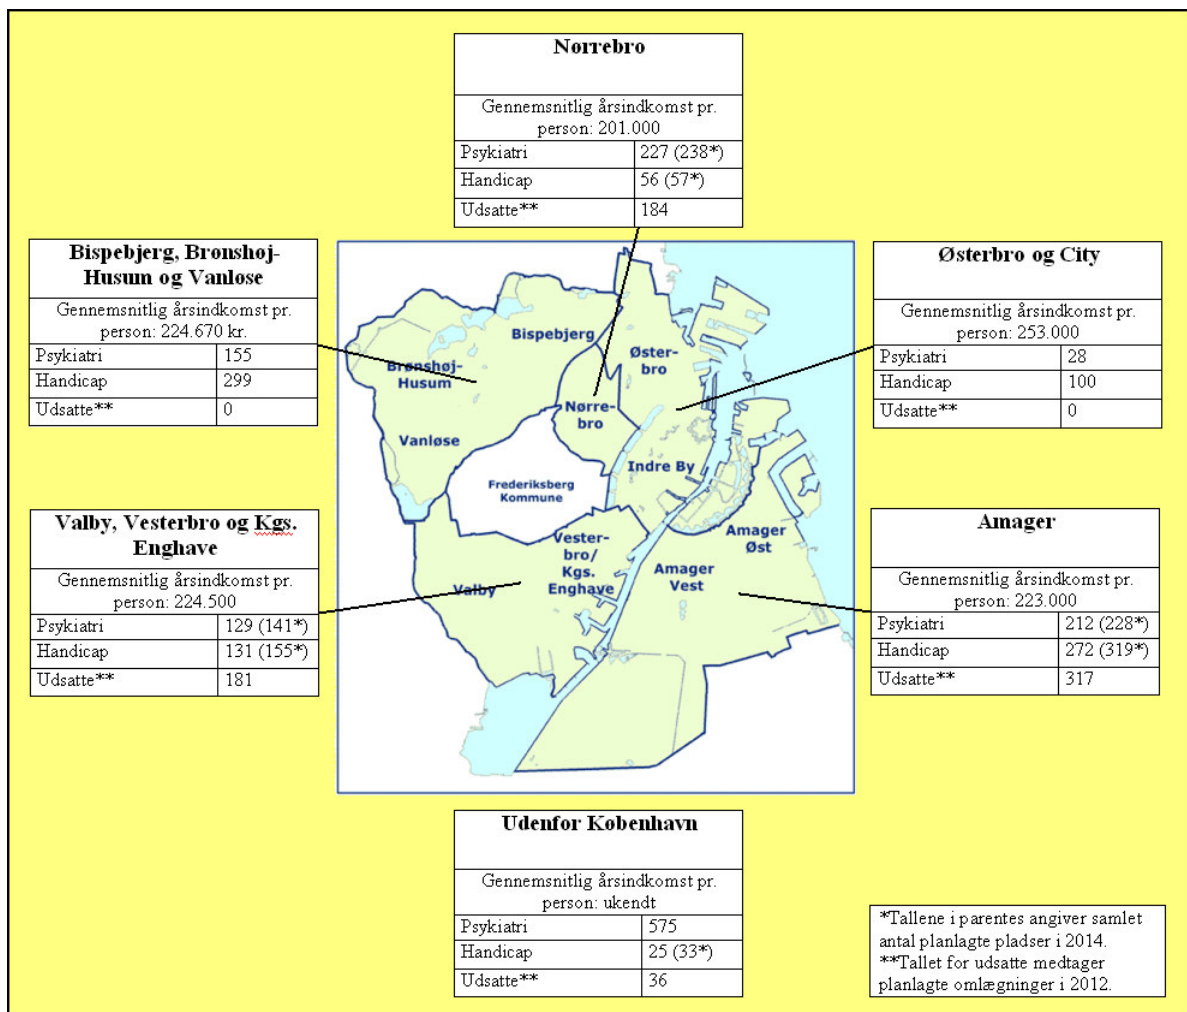 Nørrebro
Gennemsnitlig årsindkomst pr.
person: 201.000
Psykiatri 227 (238*)
Handicap 56 (57*)
Udsatte** 184
Bispebjerg, Brønshøj-
Husum og Vanløse
Gennemsnitlig årsindkomst pr.
person: 224.670 kr.
Psykiatri 155
Handicap 299
Udsatte** 0
Østerbro og City
Gennemsnitlig årsindkomst pr.
person: 253.000
Psykiatri 28
Handicap 100
Udsatte** 0
Bispebjerg
Brønshøj-
Husum
Øster-
bro
Nørre-
bro
Vanløse
Indre By
Frederiksberg
Kommune
Amager
Øst
Vester-
bro/
Kgs.
Enghave
Amager
Vest
Valby
Valby, Vesterbro og Kgs.
Enghave
Gennemsnitlig årsindkomst pr.
person: 224.500
Psykiatri 129 (141*)
Handicap 131 (155*)
Udsatte** 181
Amager
Gennemsnitlig årsindkomst pr.
person: 223.000
Psykiatri 212 (228*)
Handicap 272 (319*)
Udsatte** 317
Udenfor København
Gennemsnitlig årsindkomst pr.
person: ukendt
Psykiatri 575
Handicap 25 (33*)
Udsatte** 36
*Tallene i parentes angiver samlet
antal planlagte pladser i 2014.
**Tallet for udsatte medtager
planlagte omlægninger i 2012.